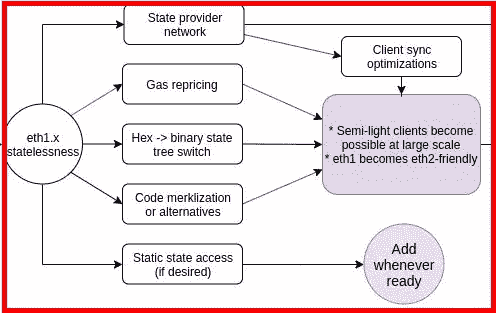 State provider
network
Client sync
optimizations
Gas repricing
eth1.x
statelessness
Hex -> binary state
tree switch
* Semi-light clients become
possible at large scale
* eth1 becomes eth2-friendly
Code merklization
or alternatives
Static state access
(if desired)
Add
whenever
ready